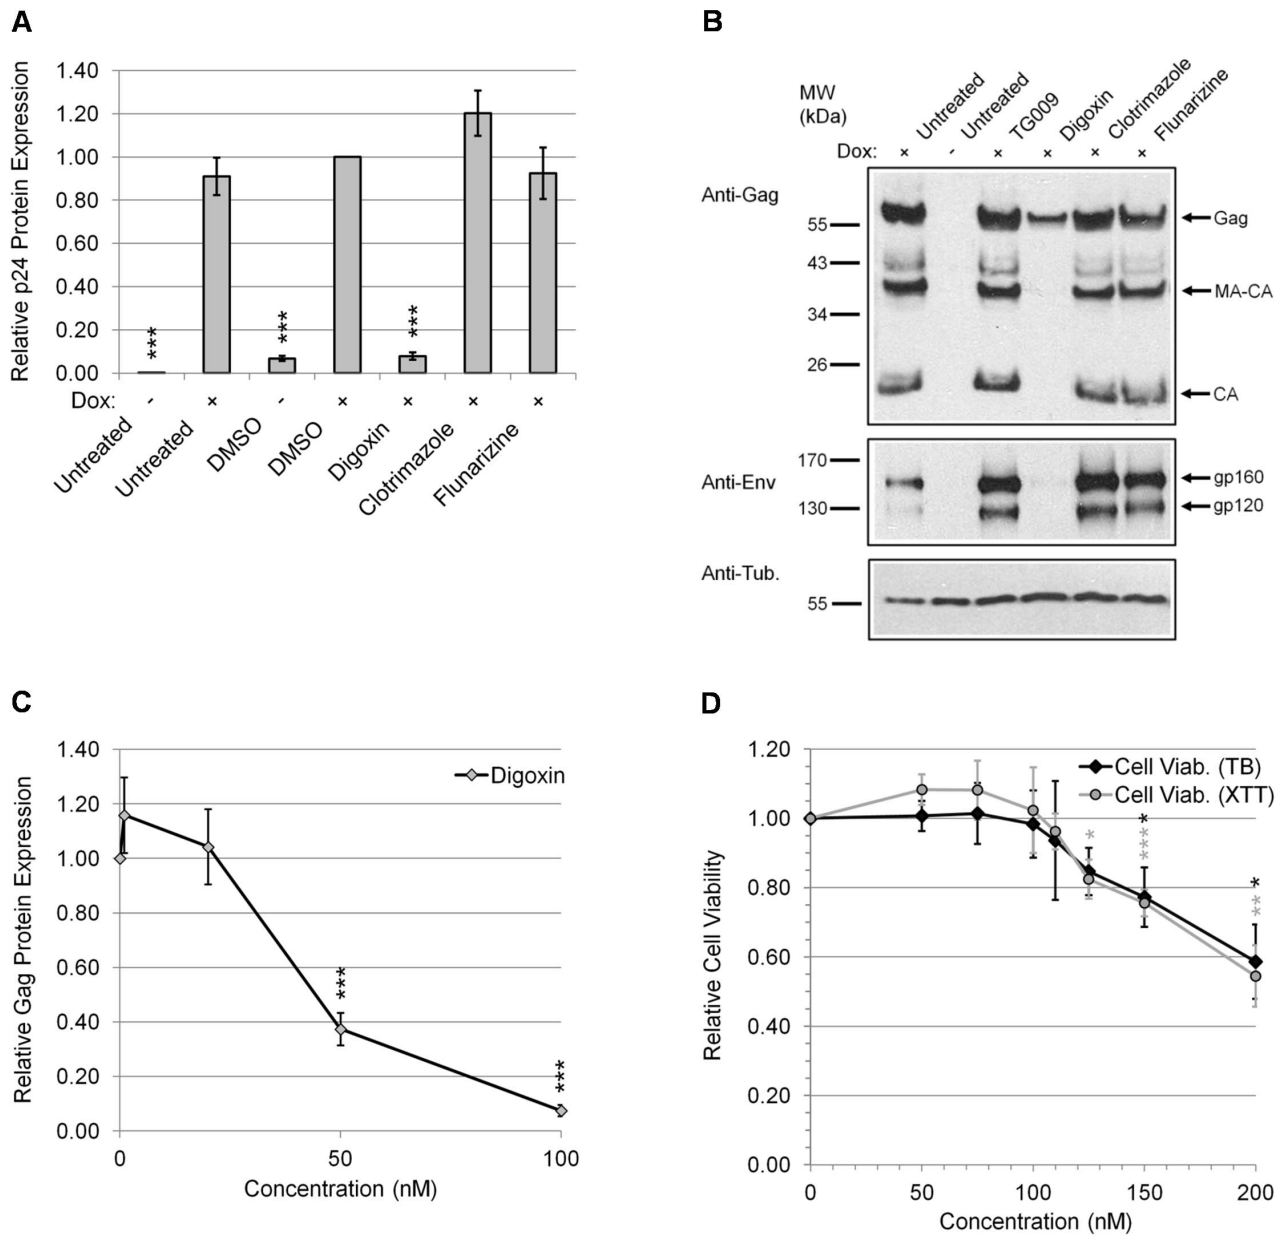 A
Relative p24 Protein Expression
1.40
1.20
1.00
0.80
0.60
0.40
0.20
0.00
***
***
***
Dox: - × - × × × ×
Untreated
Untreated
DMSO
DMSO
Digoxin
Clotrimazole
Flunarizine
B
MW
(kDa)
Untreated
Untreated
TG009
Digoxin
Clotrimazole
Flunarizine
Dox: × - × × × ×
Anti-Gag
55
43
34
26
Gag
MA-CA
CA
Anti-Env
170
130
gp160
gp120
Anti-Tub.
55
C
Relative Gag Protein Expression
1.40
1.20
1.00
0.80
0.60
0.40
0.20
0.00
Digoxin
***
***
0 50 100
Concentration (nM)
D
Relative Cell Viability
1.20
1.00
0.80
0.60
0.40
0.20
0.00
Cell Viab. (TB)
Cell Viab. (XTT)
*
*
***
*
**
0 50 100 150 200
Concentration (nM)